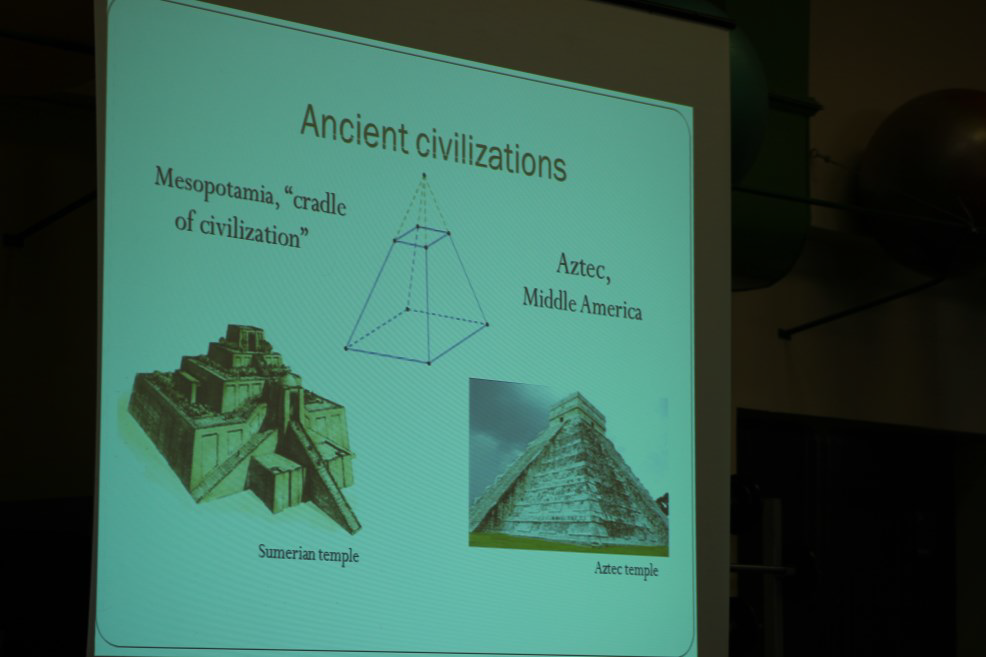 Ancient civilizations
Mesopotamia, “cradle
of civilization”
Aztec,
Middle America
Sumerian temple
Aztec temple